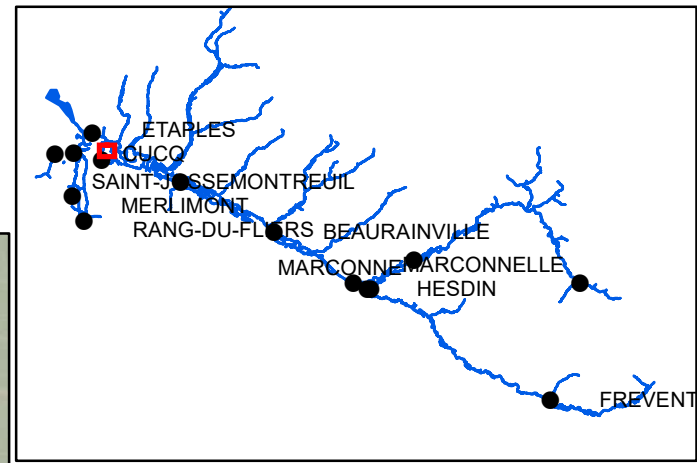 ETAPLES
CUCQ
SAINT-JOSSE
MONTREUIL
MERLIMONT
RANG-DU-FLIERS
BEAURAINVILLE
MARCONNE
MARCONNELLE
HESDIN
FREVENT